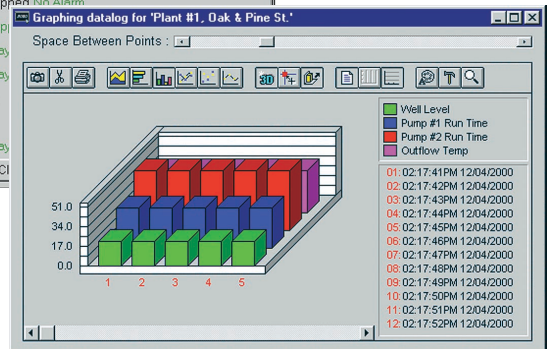 pped No Alarm
Graphing datalog for 'Plant #1, Oak & Pine St.'
Space Between Points :
3D
Well Level
Pump #1 Run Time
Pump #2 Run Time
Outflow Temp
51.0
34.0
17.0
0.0
1 2 3 4 5
01: 02:17:41PM 12/04/2000
02: 02:17:42PM 12/04/2000
03: 02:17:43PM 12/04/2000
04: 02:17:44PM 12/04/2000
05: 02:17:45PM 12/04/2000
06: 02:17:46PM 12/04/2000
07: 02:17:47PM 12/04/2000
08: 02:17:48PM 12/04/2000
09: 02:17:49PM 12/04/2000
10: 02:17:50PM 12/04/2000
11: 02:17:51PM 12/04/2000
12: 02:17:52PM 12/04/2000